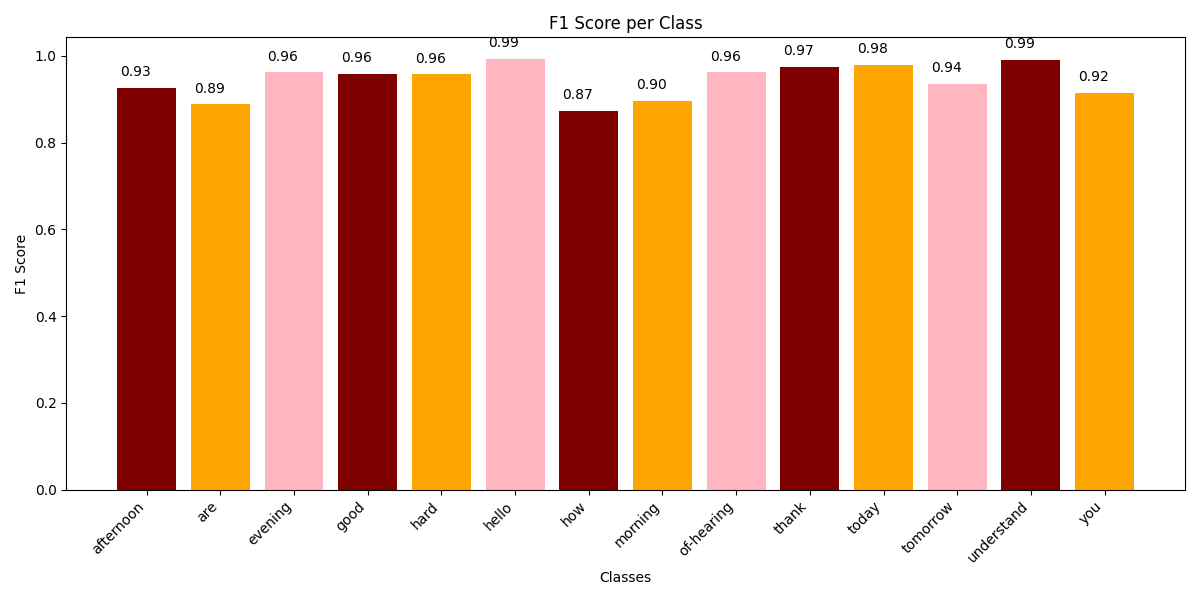 F1 Score per Class
F1 Score
1.0
0.8
0.6
0.4
0.2
0.0
0.93
0.89
0.96
0.96
0.96
0.99
0.87
0.90
0.96
0.97
0.98
0.94
0.99
0.92
afternoon
are
evening
good
hard
hello
how
morning
of-hearing
thank
today
tomorrow
understand
you
Classes